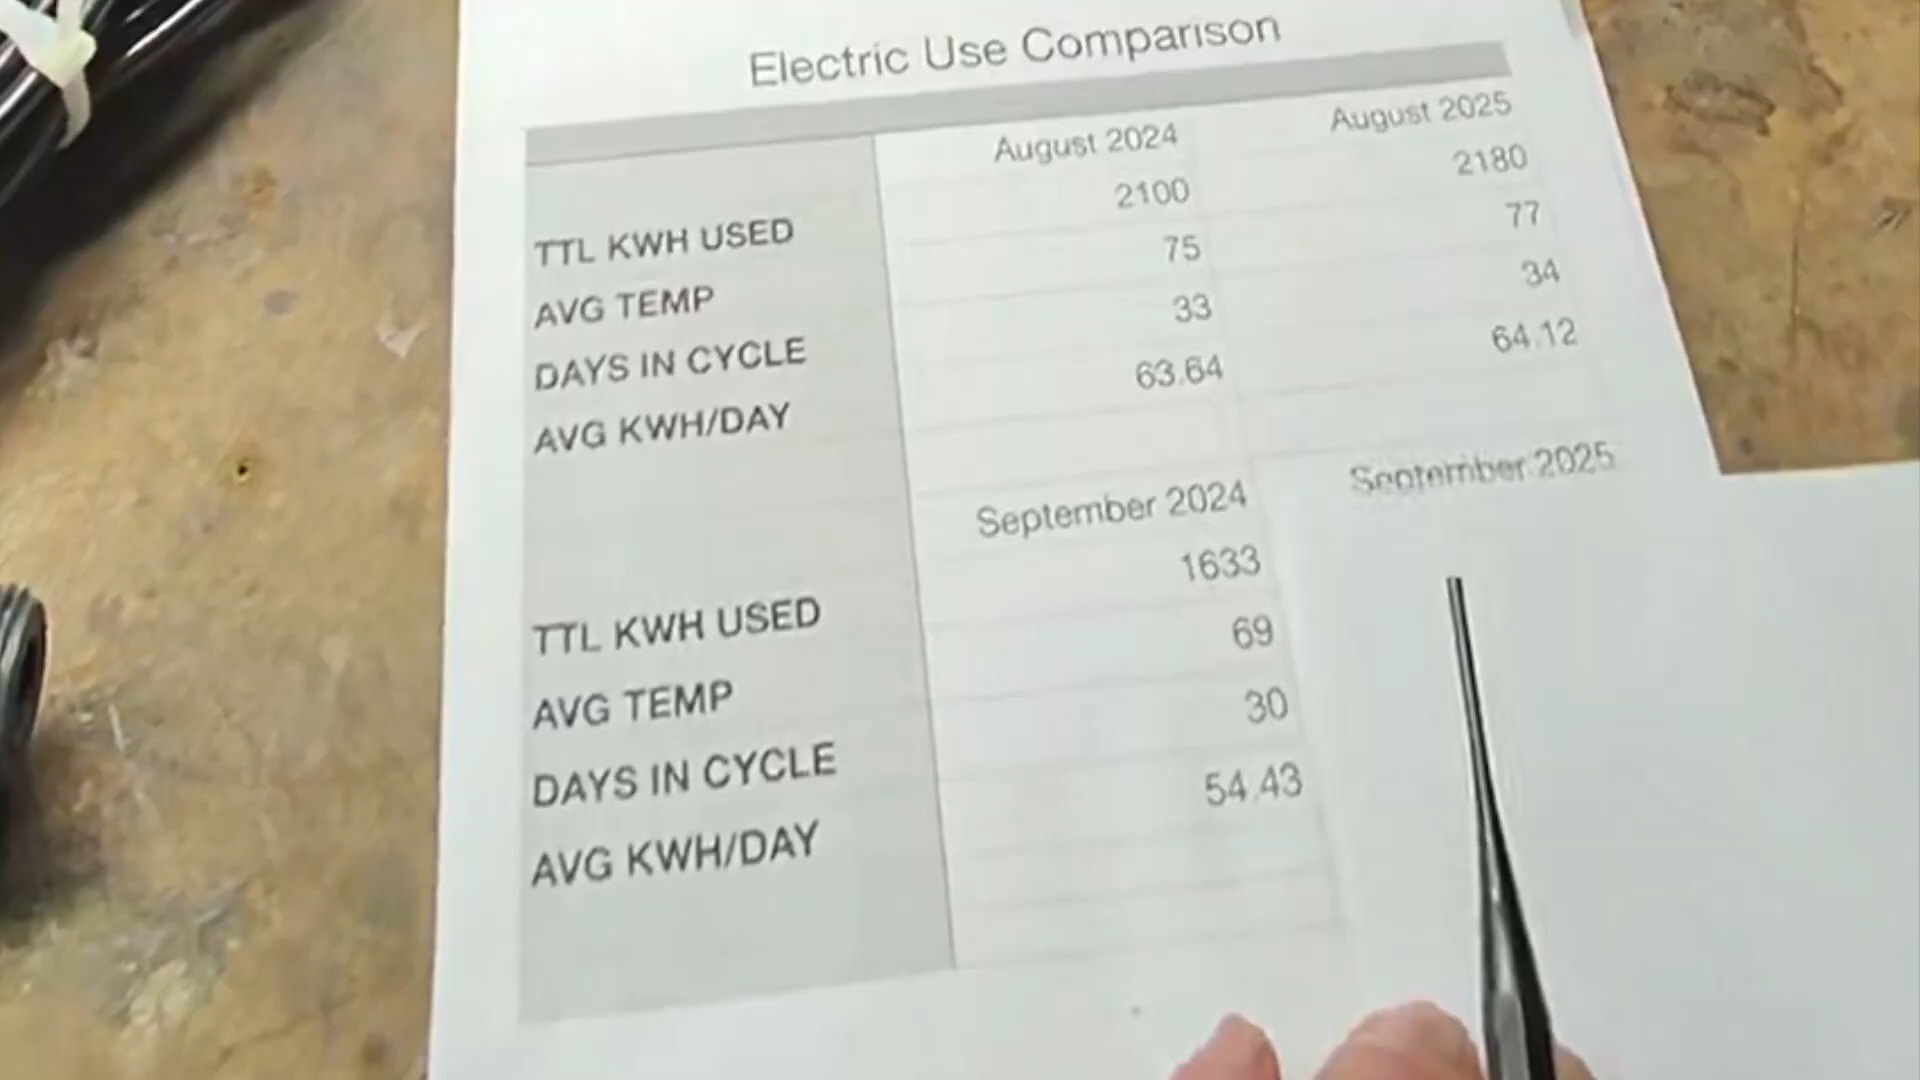 Electric Use Comparison
August 2024 August 2025
TTL KWH USED 2100 2180
AVG TEMP 75 77
DAYS IN CYCLE 33 34
AVG KWH/DAY 63.64 64.12
September 2024 September 2025
TTL KWH USED 1633
AVG TEMP 69
DAYS IN CYCLE 30
AVG KWH/DAY 54.43